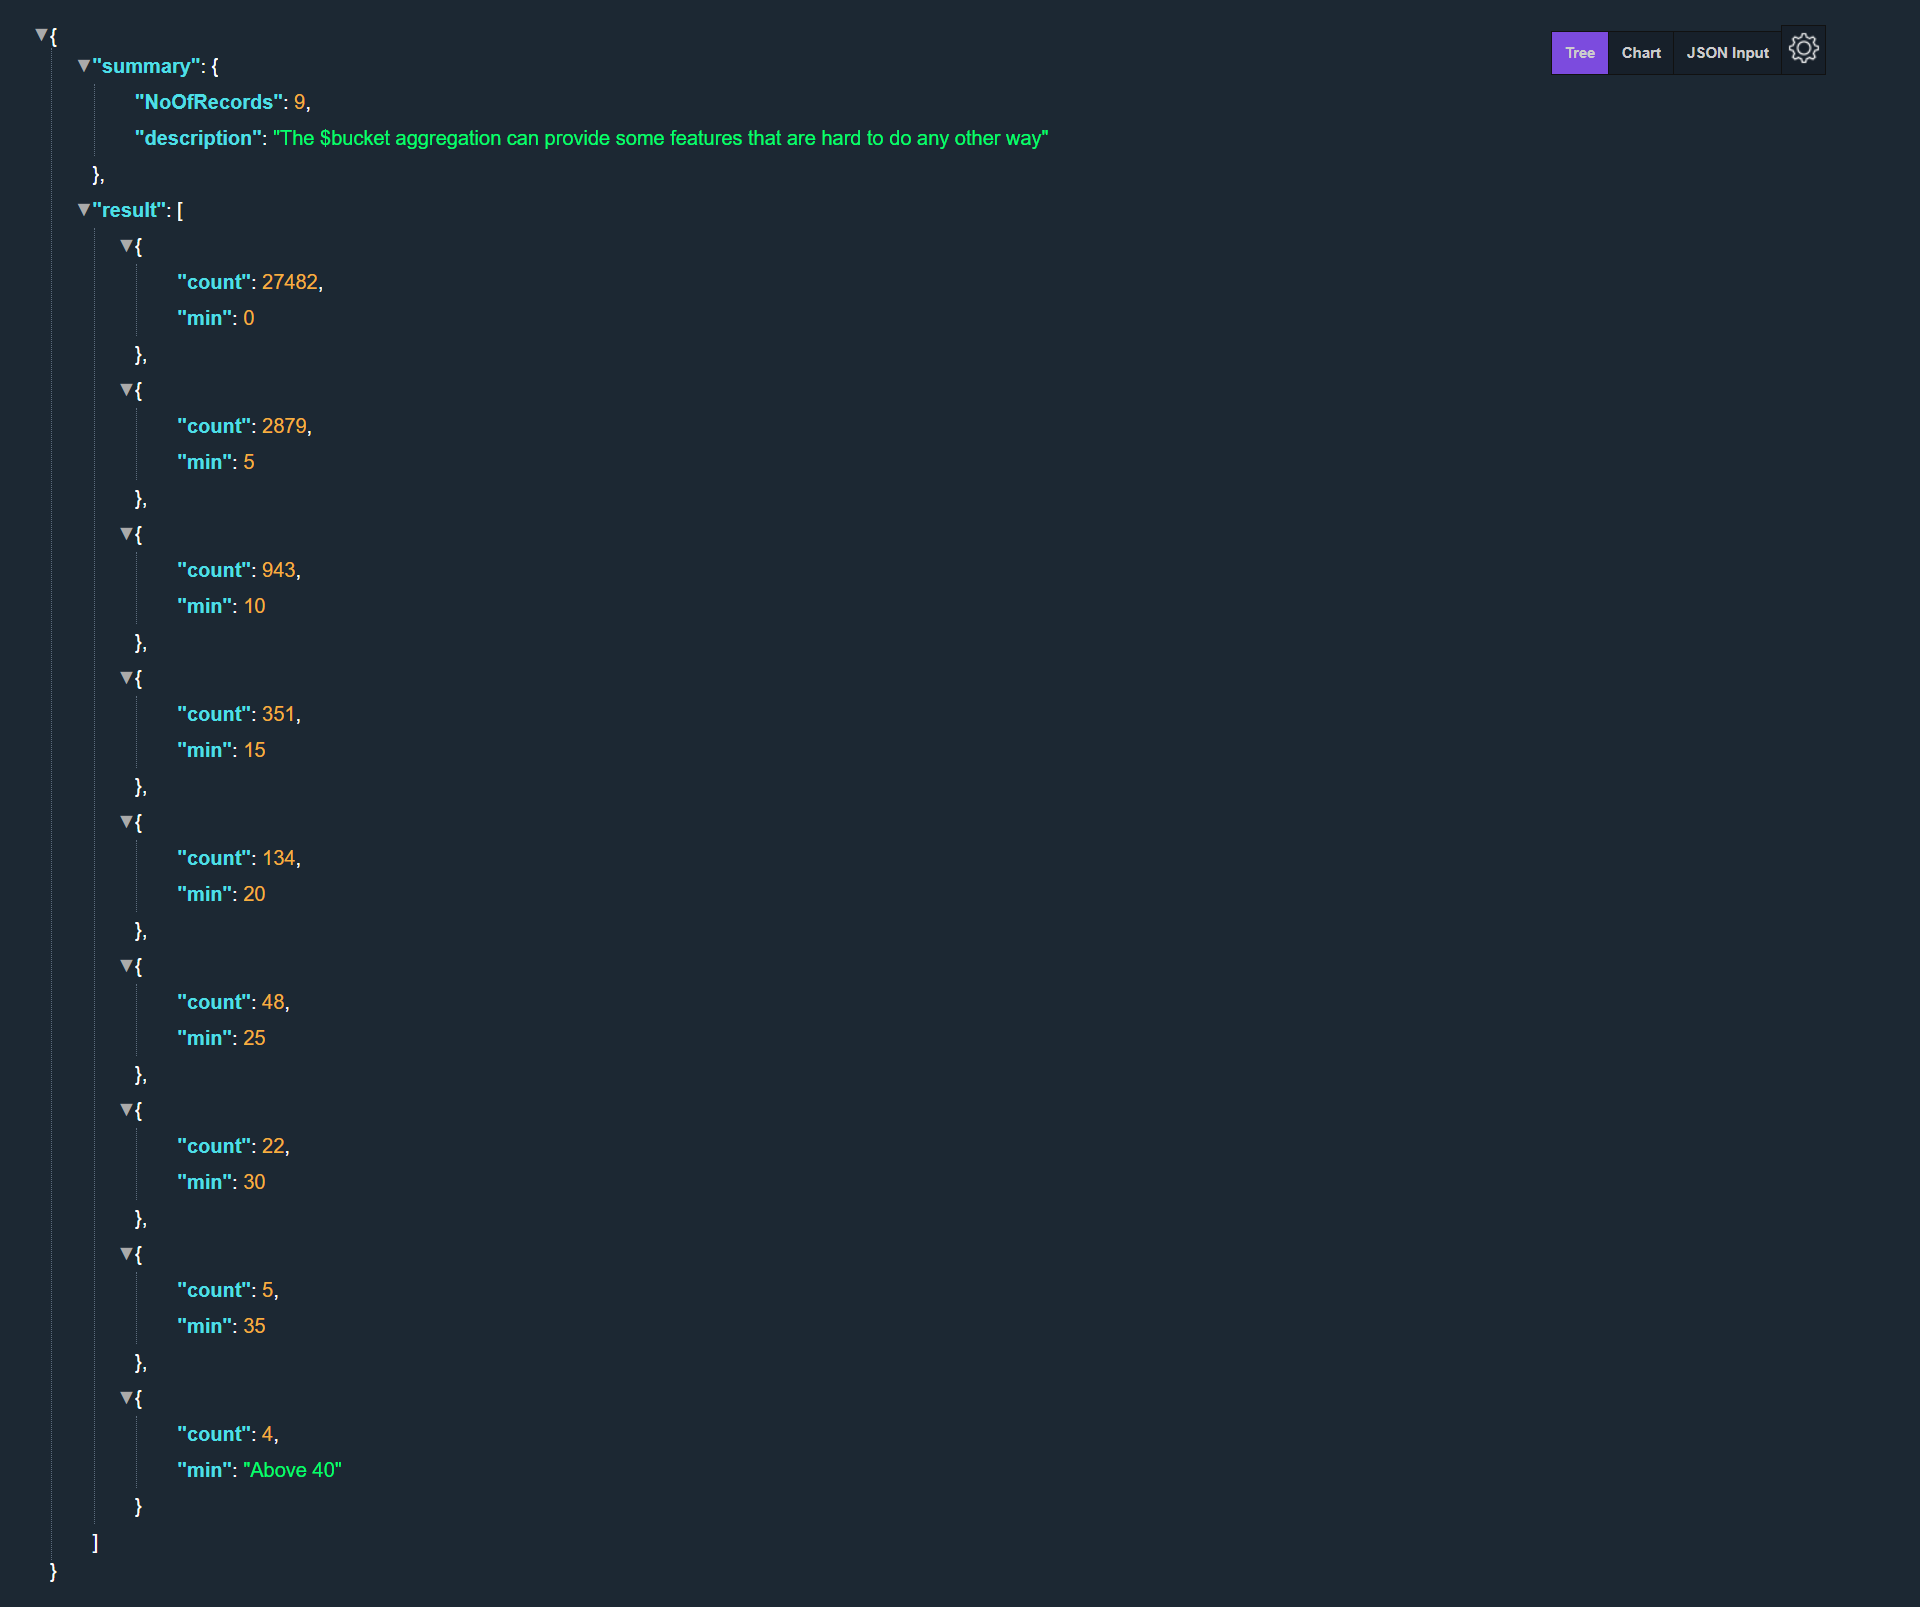 {
"summary": {
"NoOfRecords": 9,
"description": "The $bucket aggregation can provide some features that are hard to do any other way"
},
"result": [
{
"count": 27482,
"min": 0
},
{
"count": 2879,
"min": 5
},
{
"count": 943,
"min": 10
},
{
"count": 351,
"min": 15
},
{
"count": 134,
"min": 20
},
{
"count": 48,
"min": 25
},
{
"count": 22,
"min": 30
},
{
"count": 5,
"min": 35
},
{
"count": 4,
"min": "Above 40"
}
]
}
Tree Chart JSON Input